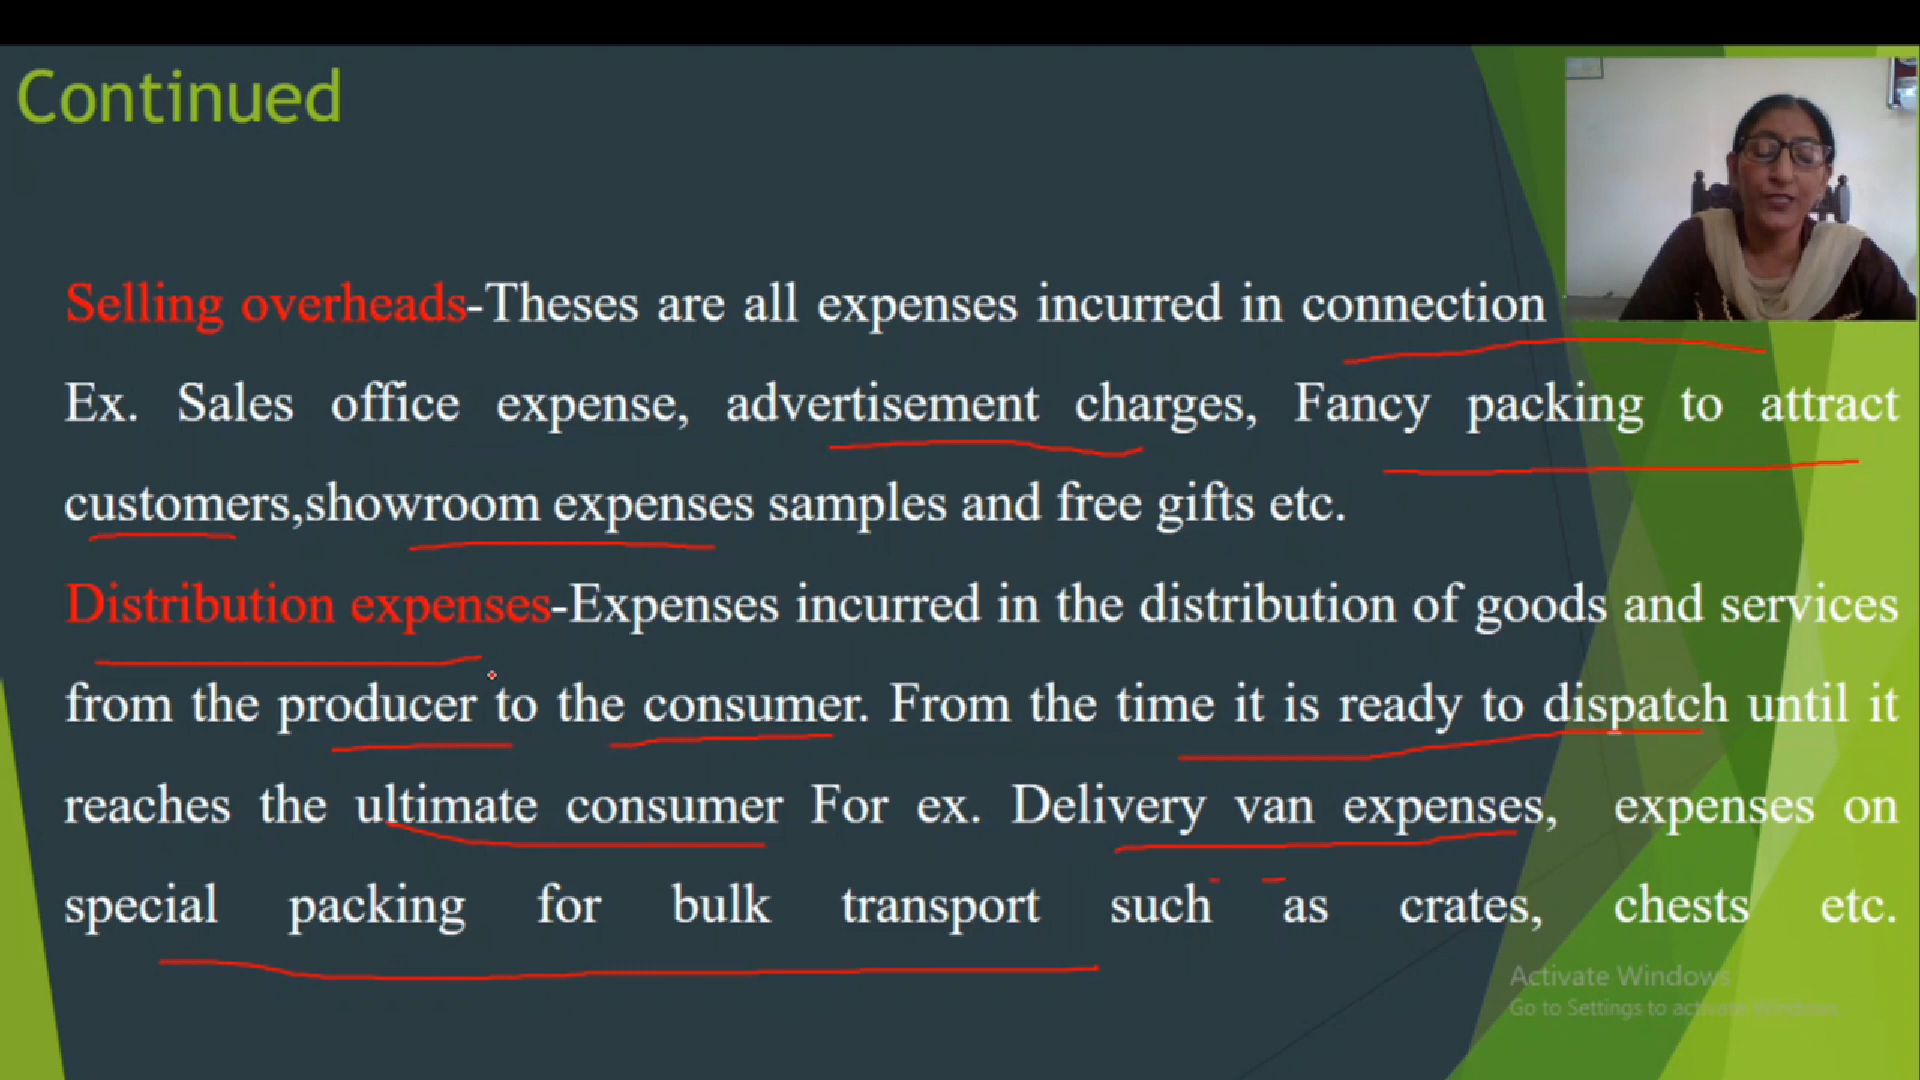 Continued
Selling overheads-Theses are all expenses incurred in connection
Ex. Sales office expense, advertisement charges, Fancy packing to attract
customers,showroom expenses samples and free gifts etc.
Distribution expenses-Expenses incurred in the distribution of goods and services
from the producer to the consumer. From the time it is ready to dispatch until it
reaches the ultimate consumer For ex. Delivery van expenses, expenses on
special packing for bulk transport such as crates, chests etc.
Activate Windows
Go to Settings to activate Windows.